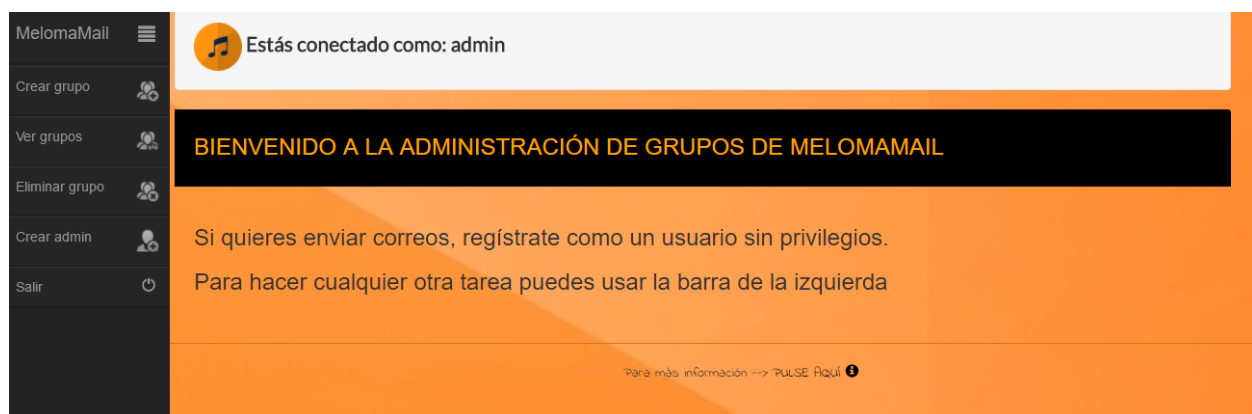 MelomaMail
Crear grupo
Ver grupos
Eliminar grupo
Crear admin
Salir
Estás conectado como: admin
BIENVENIDO A LA ADMINISTRACIÓN DE GRUPOS DE MELOMAMAIL
Si quieres enviar correos, regístrate como un usuario sin privilegios.
Para hacer cualquier otra tarea puedes usar la barra de la izquierda
Para más información --> PULSE Aquí